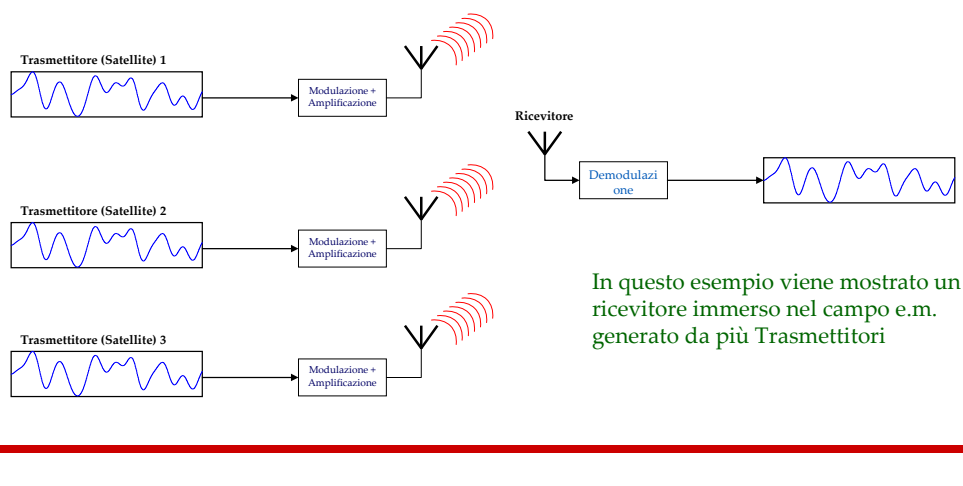 Trasmettitore (Satellite) 1
Modulazione +
Amplificazione
Ricevitore
Demodulazi
one
Trasmettitore (Satellite) 2
Modulazione +
Amplificazione
In questo esempio viene mostrato un
ricevitore immerso nel campo e.m.
generato da più Trasmettitori
Trasmettitore (Satellite) 3
Modulazione +
Amplificazione